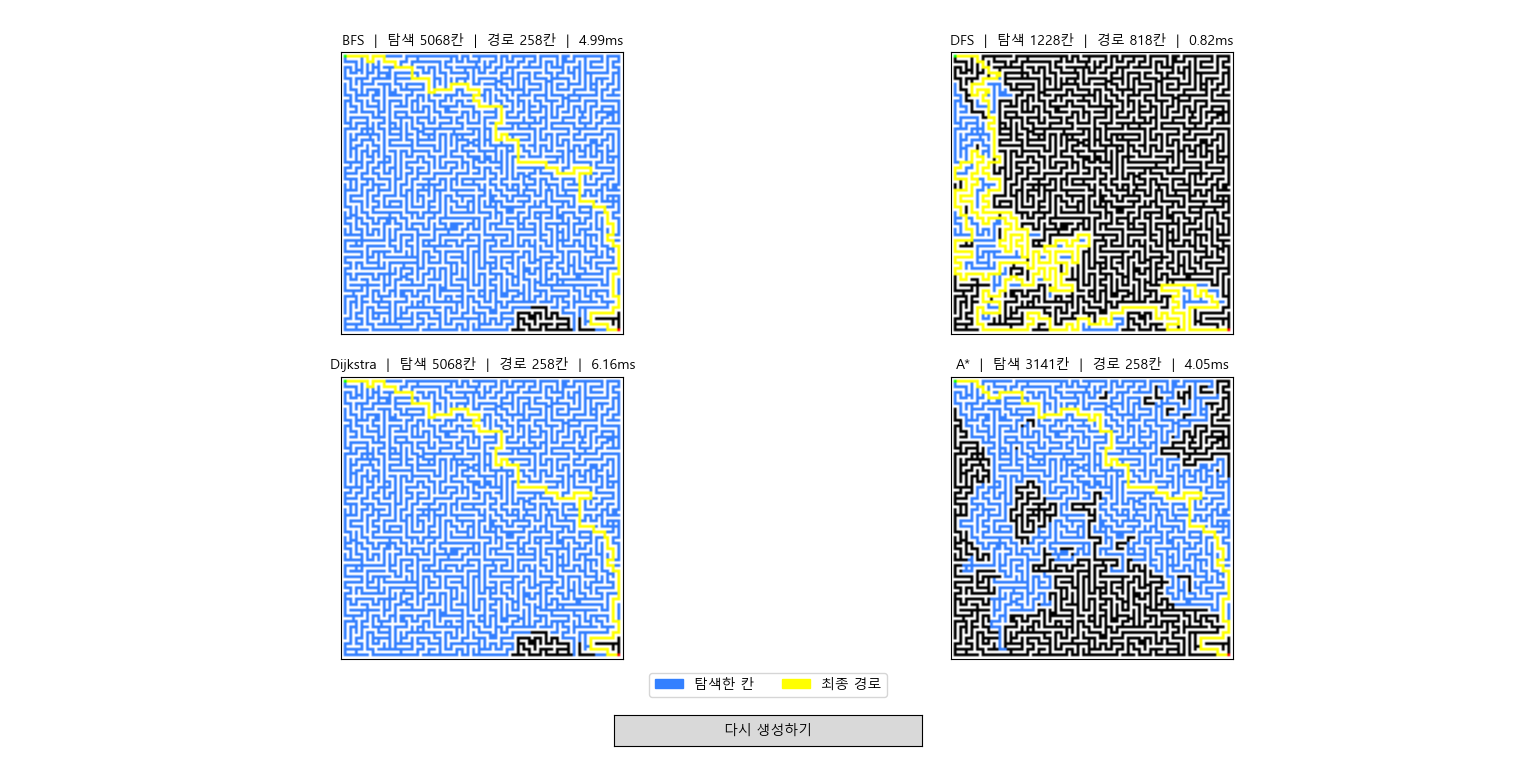 BFS | 탐색 5068칸 | 경로 258칸 | 4.99ms
DFS | 탐색 1228칸 | 경로 818칸 | 0.82ms
Dijkstra | 탐색 5068칸 | 경로 258칸 | 6.16ms
A* | 탐색 3141칸 | 경로 258칸 | 4.05ms
탐색한 칸 최종 경로
다시 생성하기